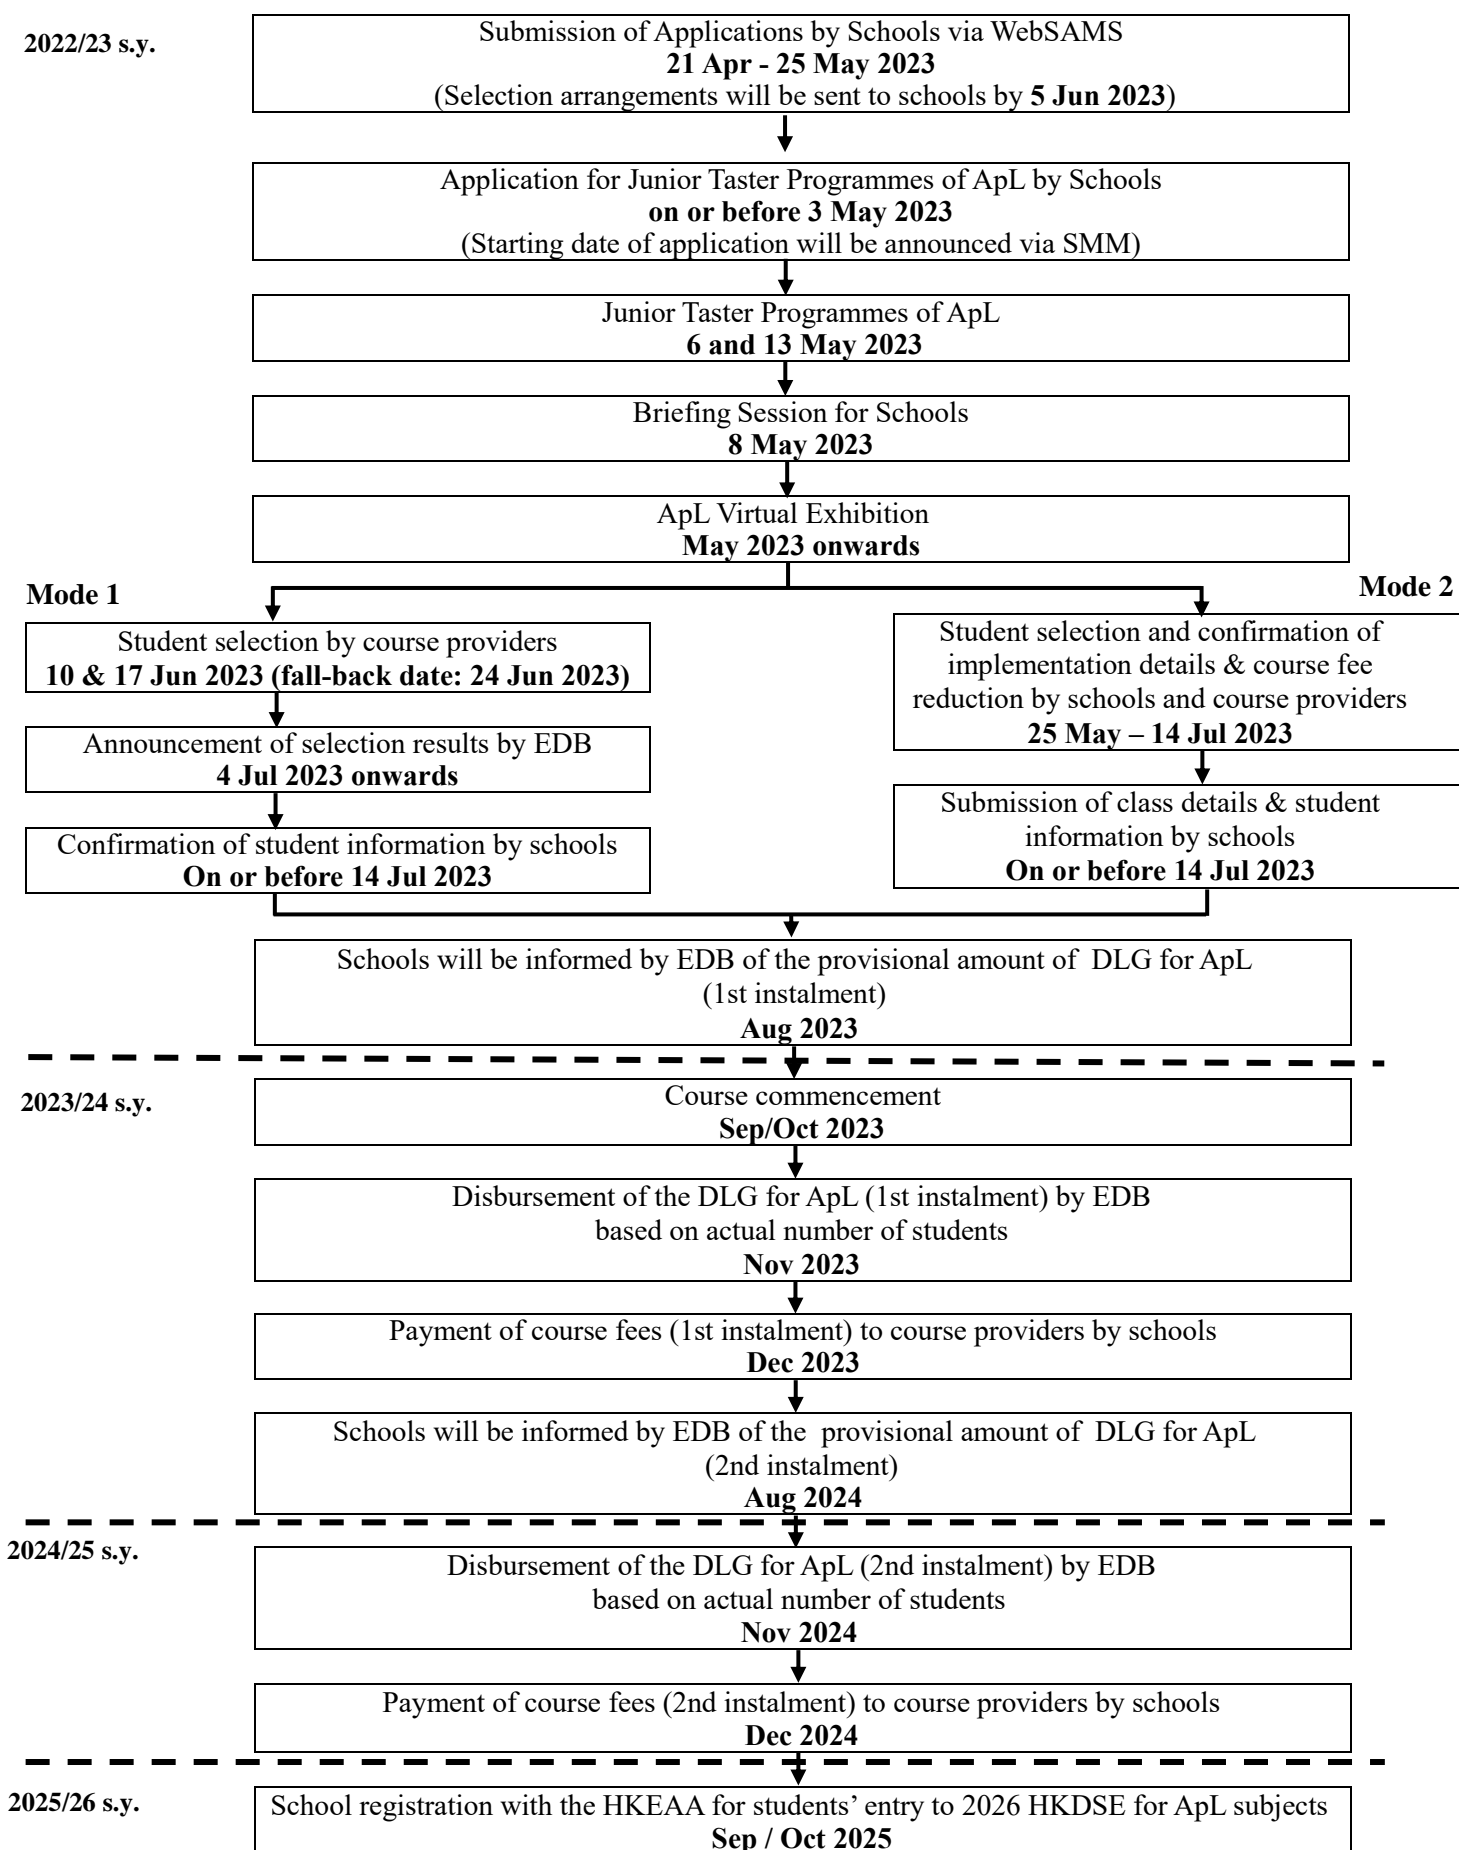 2022/23 s.y.
Submission of Applications by Schools via WebSAMS
21 Apr - 25 May 2023
(Selection arrangements will be sent to schools by 5 Jun 2023)
Application for Junior Taster Programmes of ApL by Schools
on or before 3 May 2023
(Starting date of application will be announced via SMM)
Junior Taster Programmes of ApL
6 and 13 May 2023
Briefing Session for Schools
8 May 2023
ApL Virtual Exhibition
May 2023 onwards
Mode 1
Student selection by course providers
10 & 17 Jun 2023 (fall-back date: 24 Jun 2023)
Announcement of selection results by EDB
4 Jul 2023 onwards
Confirmation of student information by schools
On or before 14 Jul 2023
Mode 2
Student selection and confirmation of
implementation details & course fee
reduction by schools and course providers
25 May – 14 Jul 2023
Submission of class details & student
information by schools
On or before 14 Jul 2023
Schools will be informed by EDB of the provisional amount of DLG for ApL
(1st instalment)
Aug 2023
2023/24 s.y.
Course commencement
Sep/Oct 2023
Disbursement of the DLG for ApL (1st instalment) by EDB
based on actual number of students
Nov 2023
Payment of course fees (1st instalment) to course providers by schools
Dec 2023
Schools will be informed by EDB of the provisional amount of DLG for ApL
(2nd instalment)
Aug 2024
2024/25 s.y.
Disbursement of the DLG for ApL (2nd instalment) by EDB
based on actual number of students
Nov 2024
Payment of course fees (2nd instalment) to course providers by schools
Dec 2024
2025/26 s.y.
School registration with the HKEAA for students’ entry to 2026 HKDSE for ApL subjects
Sep / Oct 2025